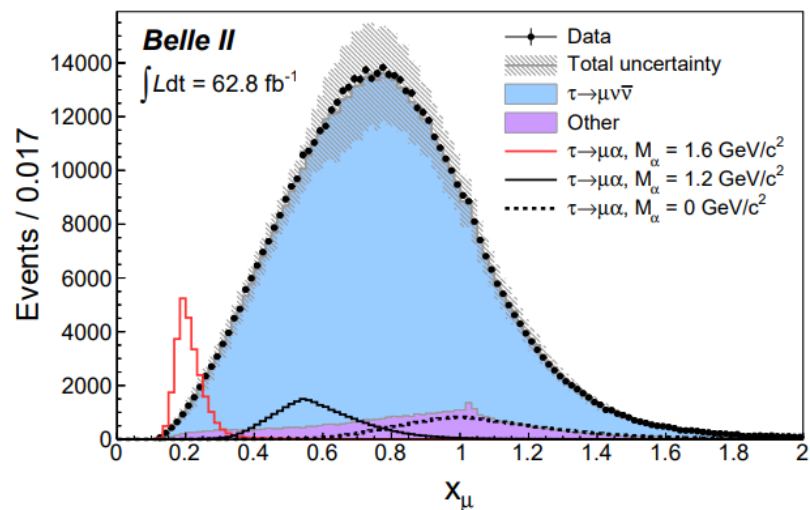 Belle II
∫Ldt = 62.8 fb⁻¹
Data
Total uncertainty
τ→μνν̅
Other
τ→μα, Mα = 1.6 GeV/c²
τ→μα, Mα = 1.2 GeV/c²
τ→μα, Mα = 0 GeV/c²
Events / 0.017
14000
12000
10000
8000
6000
4000
2000
0
0 0.2 0.4 0.6 0.8 1 1.2 1.4 1.6 1.8 2
xμ